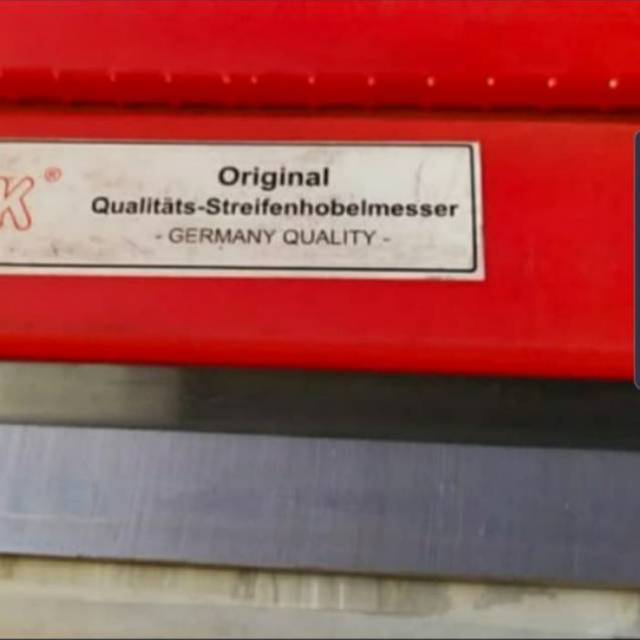 K®
Original
Qualitäts-Streifenhobelmesser
- GERMANY QUALITY -